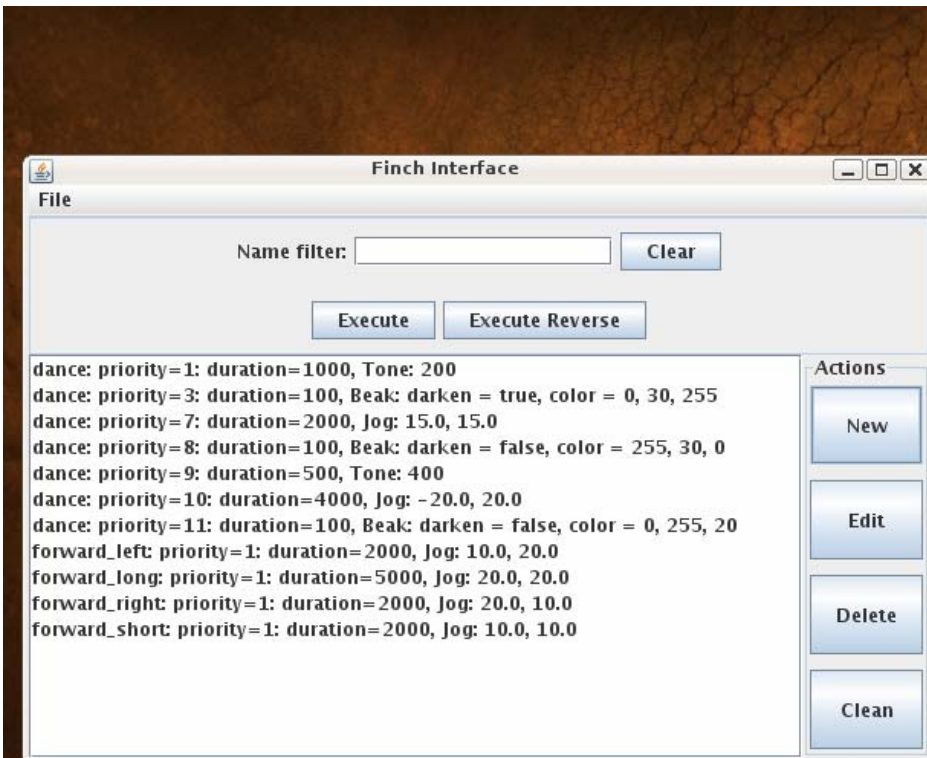 Finch Interface
File
Name filter:
Clear
Execute
Execute Reverse
dance: priority=1: duration=1000, Tone: 200
dance: priority=3: duration=100, Beak: darken = true, color = 0, 30, 255
dance: priority=7: duration=2000, Jog: 15.0, 15.0
dance: priority=8: duration=100, Beak: darken = false, color = 255, 30, 0
dance: priority=9: duration=500, Tone: 400
dance: priority=10: duration=4000, Jog: -20.0, 20.0
dance: priority=11: duration=100, Beak: darken = false, color = 0, 255, 20
forward_left: priority=1: duration=2000, Jog: 10.0, 20.0
forward_long: priority=1: duration=5000, Jog: 20.0, 20.0
forward_right: priority=1: duration=2000, Jog: 20.0, 10.0
forward_short: priority=1: duration=2000, Jog: 10.0, 10.0
Actions
New
Edit
Delete
Clean